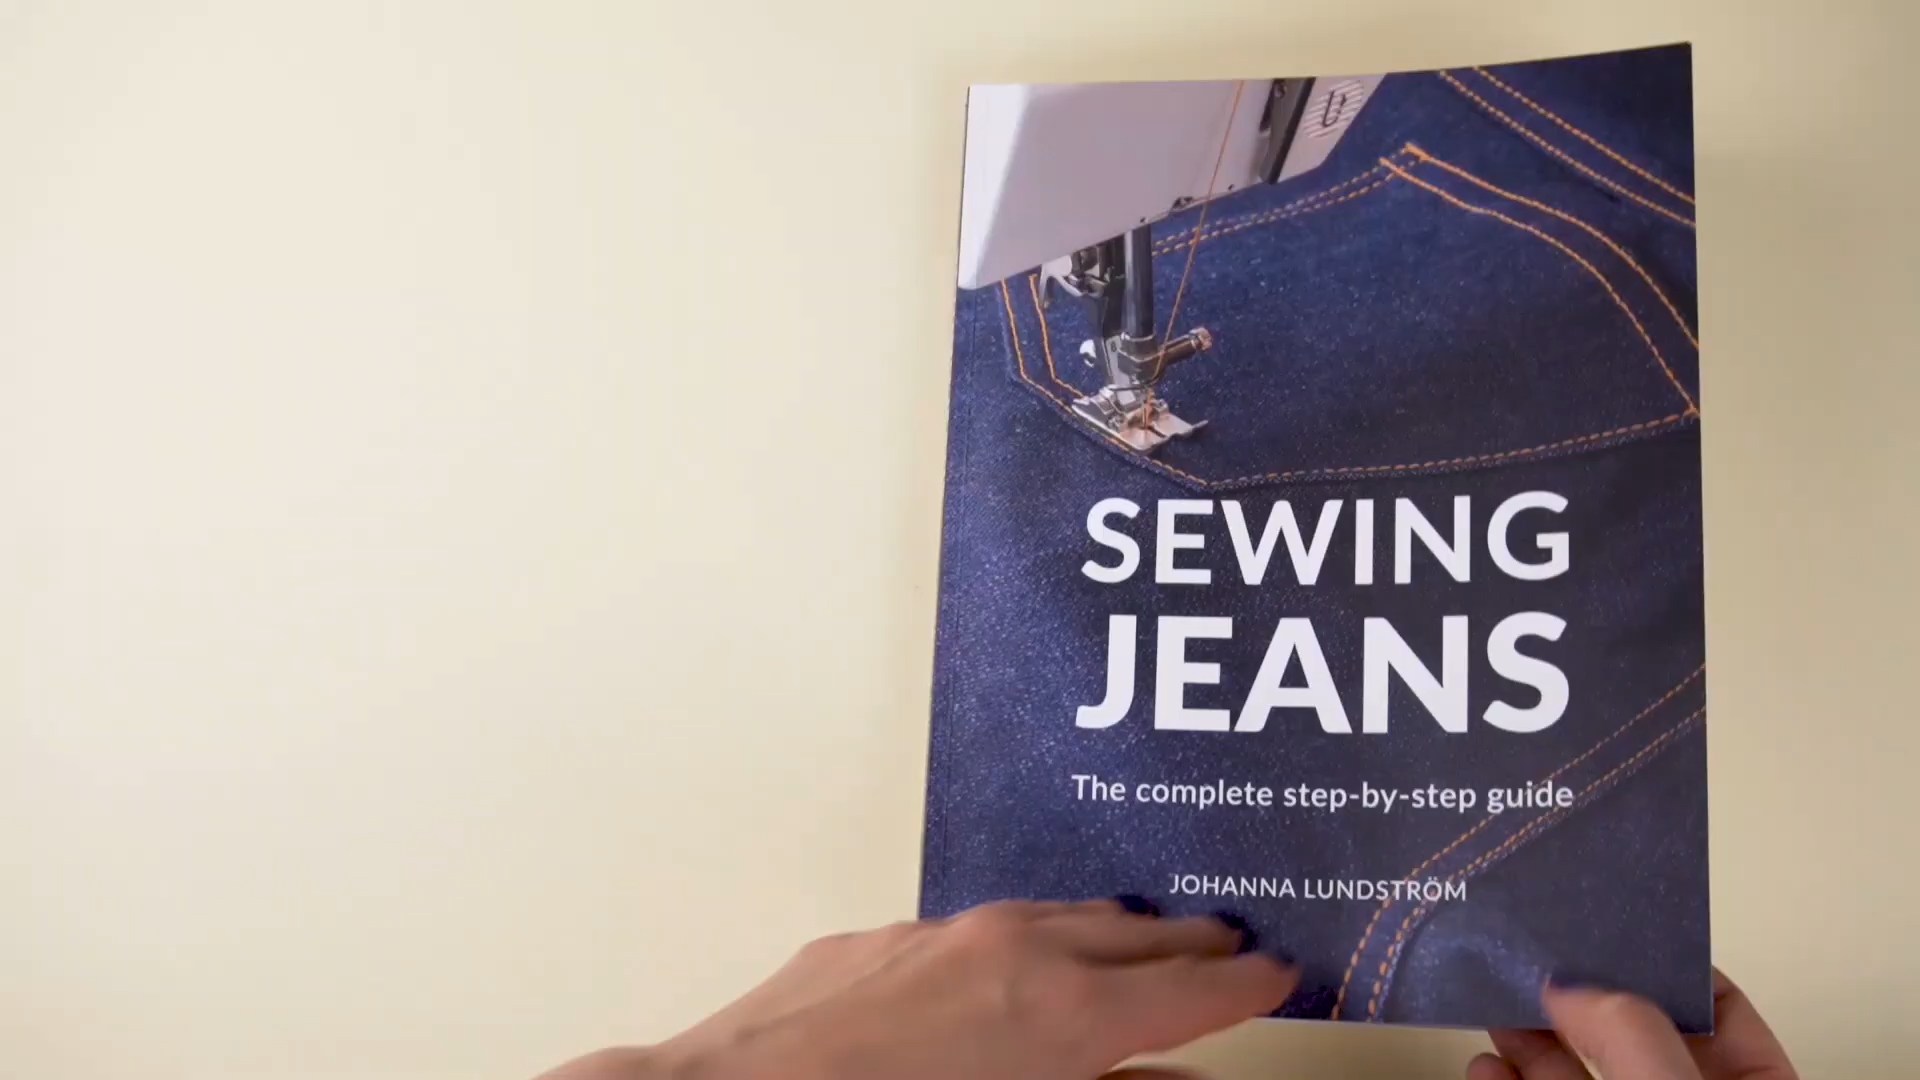 SEWING
JEANS
The complete step-by-step guide
JOHANNA LUNDSTRÖM